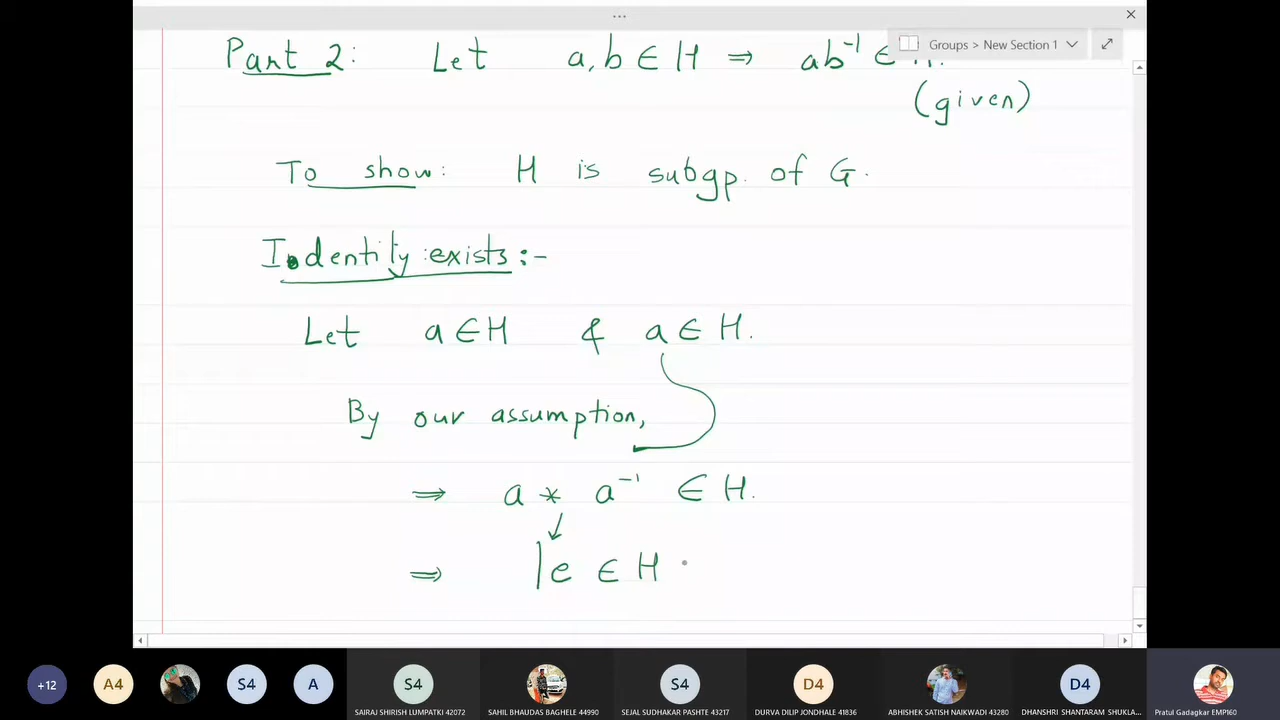 ...
Groups > New Section 1
Part 2: Let a, b ∈ H ⇒ ab⁻¹ ∈ H.
(given)
To show: H is subgp. of G.
Identity exists :-
Let a ∈ H & a ∈ H.
By our assumption,
⇒ a * a⁻¹ ∈ H.
⇒ e ∈ H
+12 A4 S4 A S4 S4 D4 D4
SAIRAJ SHIRISH LUMPATKI 42072 SAHIL BHAUDAS BAGHELE 44990 SEJAL SUDHAKAR PASHTE 43217 DURVA DILIP JONDHALE 41836 ABHISHEK SATISH NAIKWADI 43280 DHANSHRI SHANTARAM SHUKLA... Pratul Gadagkar EMP160